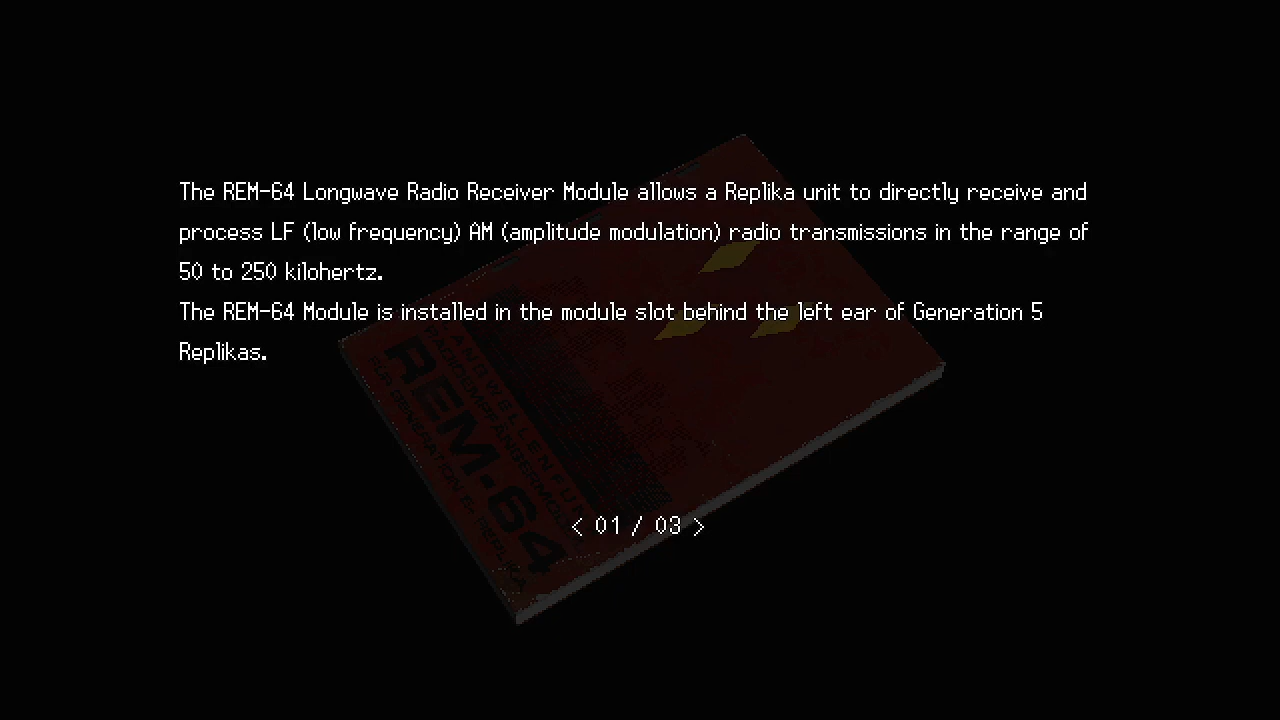 The REM-64 Longwave Radio Receiver Module allows a Replika unit to directly receive and
process LF (low frequency) AM (amplitude modulation) radio transmissions in the range of
50 to 250 kilohertz.
The REM-64 Module is installed in the module slot behind the left ear of Generation 5
Replikas.
< 01 / 03 >
REM-64